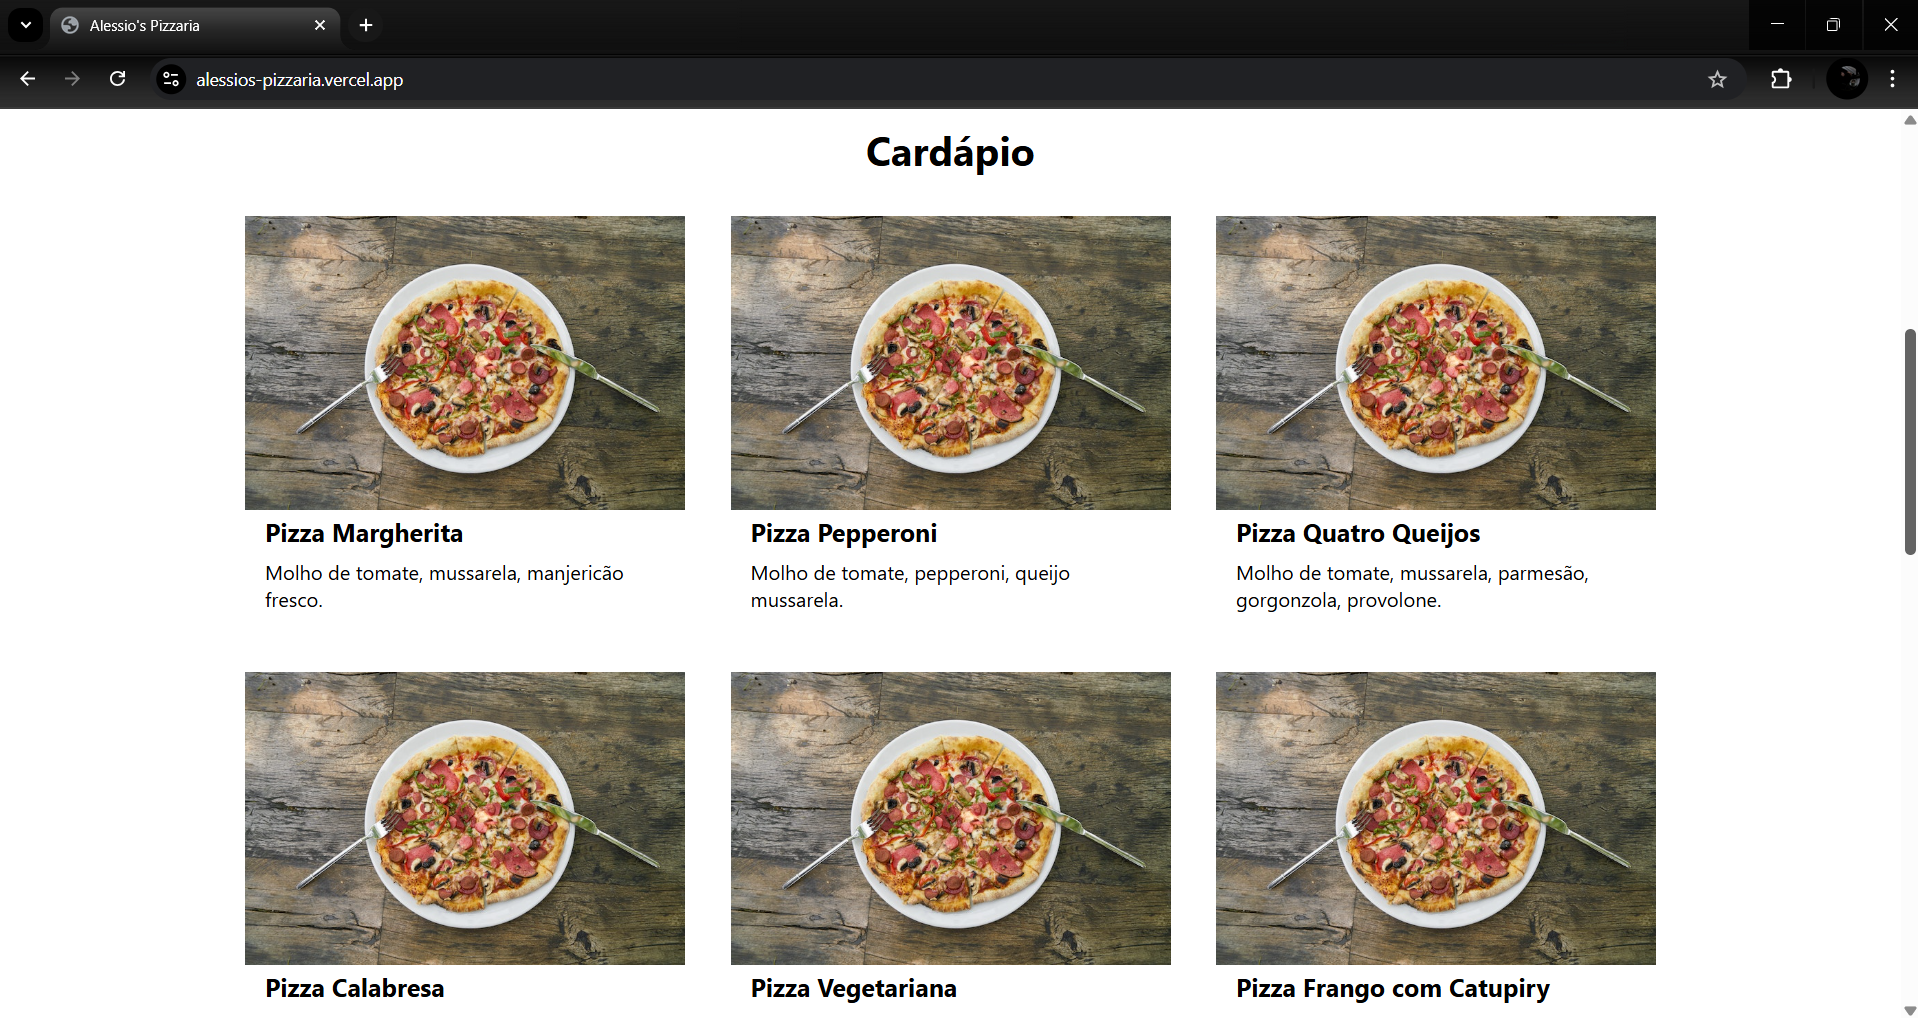 Alessio's Pizzaria
alessios-pizzaria.vercel.app
Cardápio
Pizza Margherita
Molho de tomate, mussarela, manjericão
fresco.
Pizza Pepperoni
Molho de tomate, pepperoni, queijo
mussarela.
Pizza Quatro Queijos
Molho de tomate, mussarela, parmesão,
gorgonzola, provolone.
Pizza Calabresa
Pizza Vegetariana
Pizza Frango com Catupiry